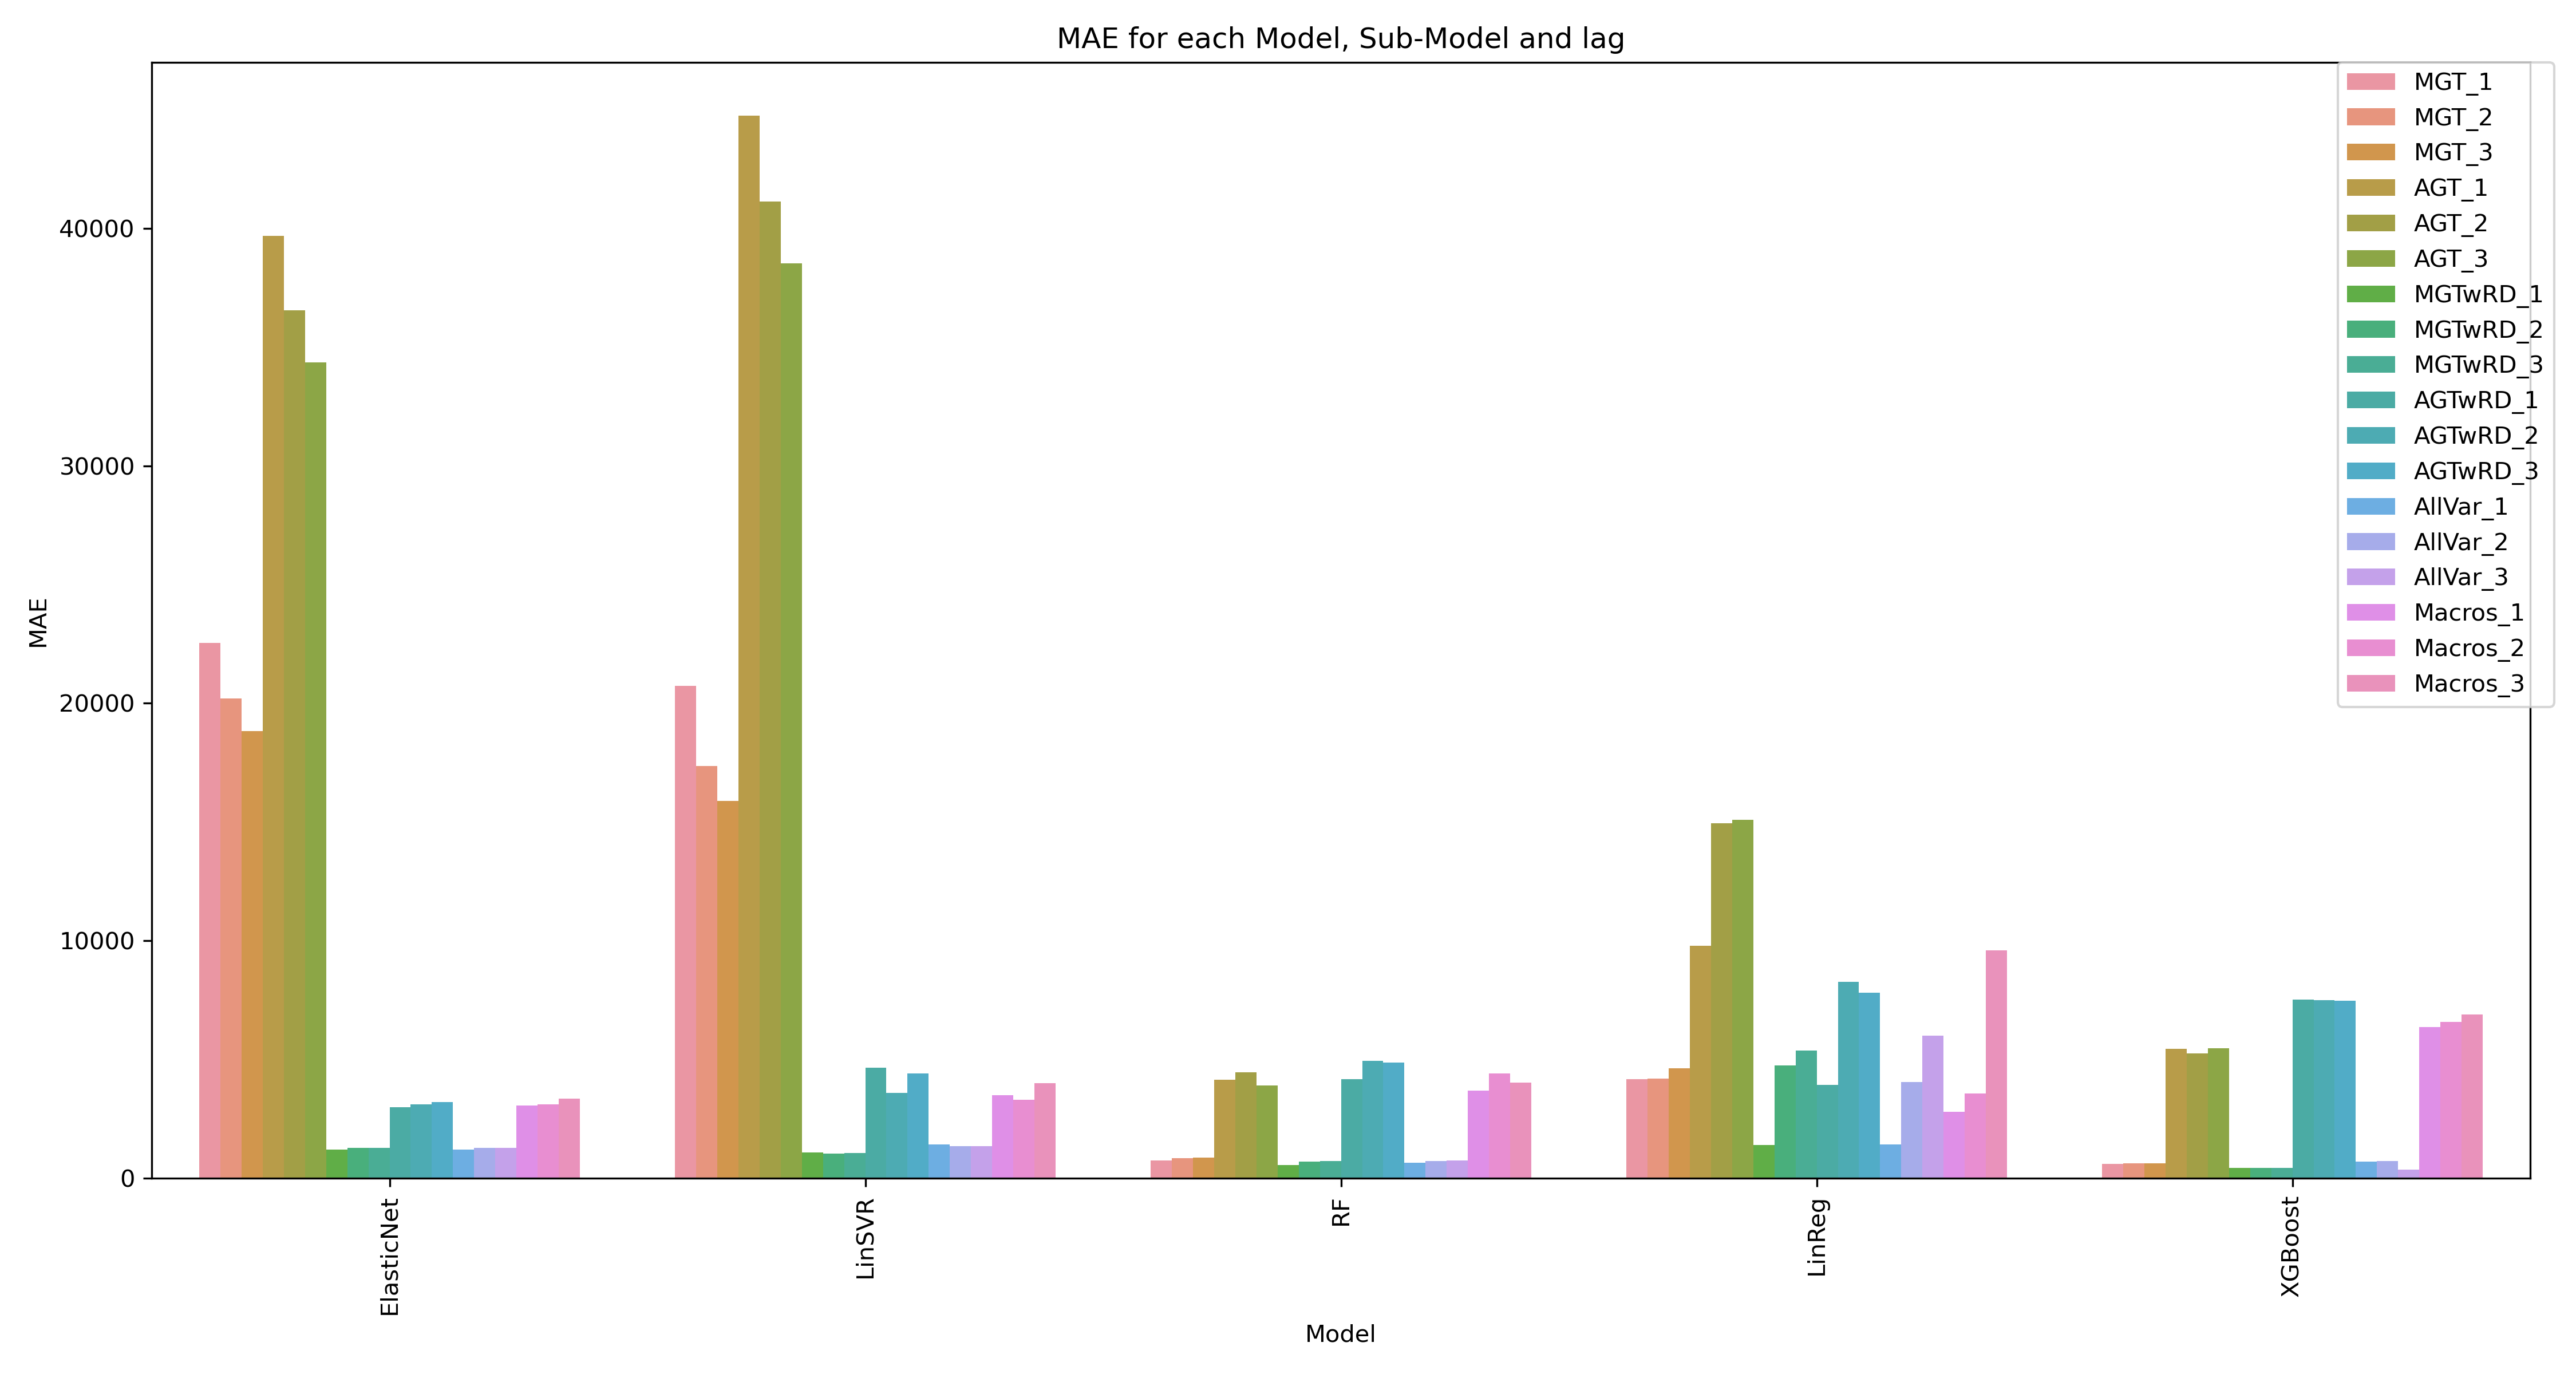 MAE for each Model, Sub-Model and lag
MGT_1
MGT_2
MGT_3
AGT_1
AGT_2
AGT_3
MGTwRD_1
MGTwRD_2
MGTwRD_3
AGTwRD_1
AGTwRD_2
AGTwRD_3
AllVar_1
AllVar_2
AllVar_3
Macros_1
Macros_2
Macros_3
MAE
40000
30000
20000
10000
0
ElasticNet
LinSVR
RF
LinReg
XGBoost
Model